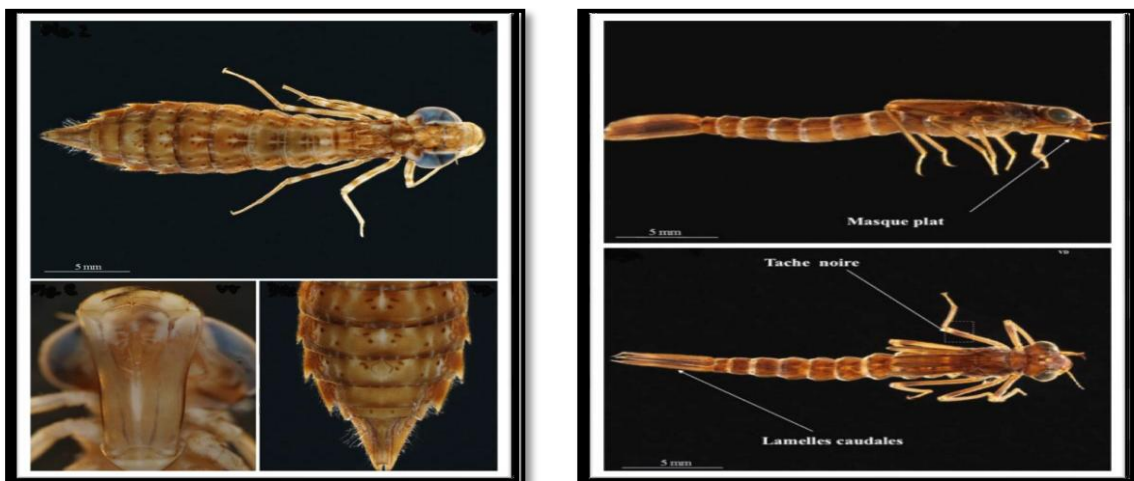 5 mm
5 mm
Masque plat
Tache noire
Lamelles caudales
5 mm